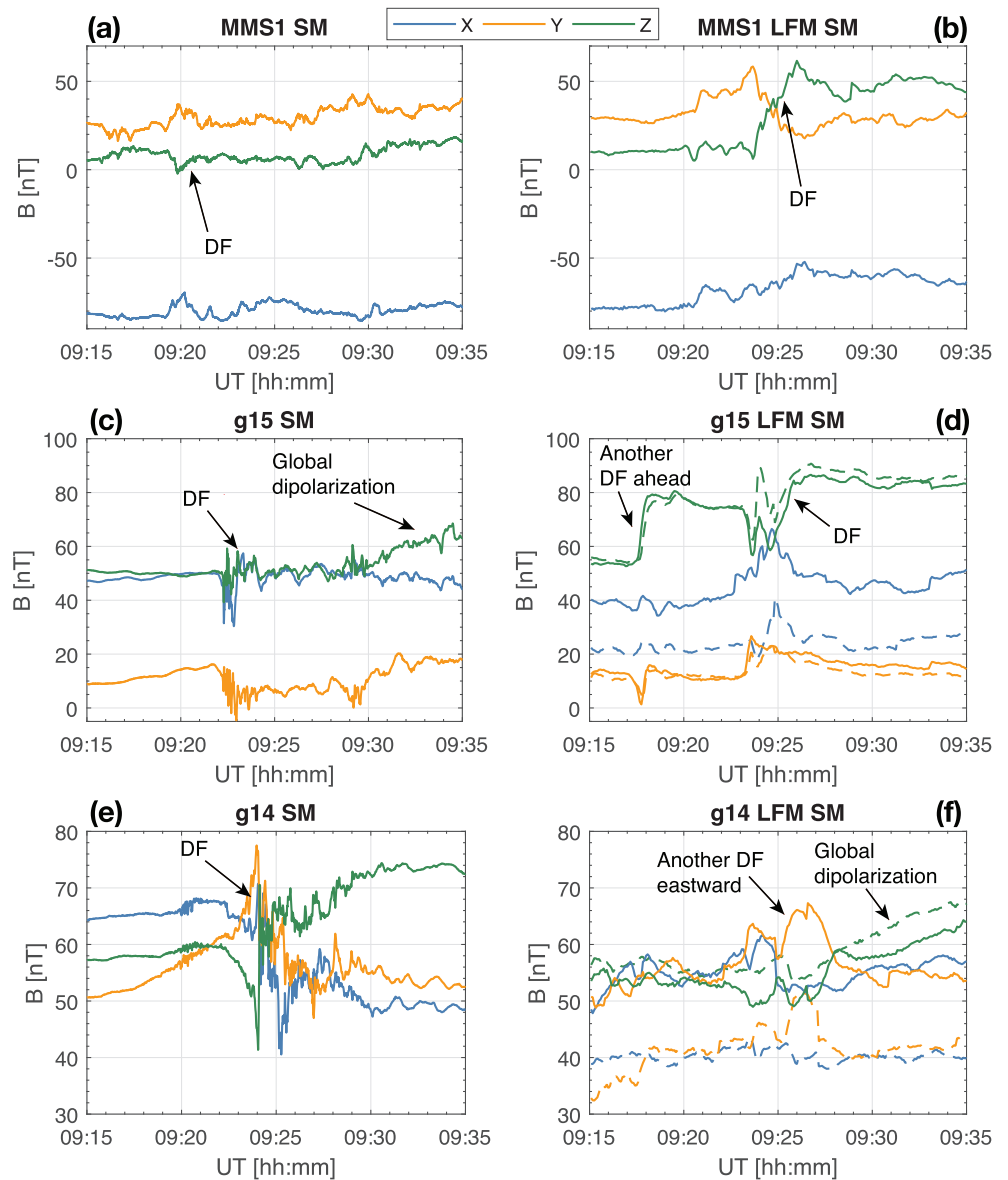 X Y Z
(a) MMS1 SM
MMS1 LFM SM (b)
50
0
-50
B [nT]
DF
09:15 09:20 09:25 09:30 09:35
UT [hh:mm]
50
0
-50
B [nT]
DF
09:15 09:20 09:25 09:30 09:35
UT [hh:mm]
(c) g15 SM
100
80
60
40
20
0
B [nT]
DF
Global
dipolarization
09:15 09:20 09:25 09:30 09:35
UT [hh:mm]
g15 LFM SM (d)
100
80
60
40
20
0
B [nT]
Another
DF ahead
DF
09:15 09:20 09:25 09:30 09:35
UT [hh:mm]
(e) g14 SM
80
70
60
50
40
30
B [nT]
DF
09:15 09:20 09:25 09:30 09:35
UT [hh:mm]
g14 LFM SM (f)
80
70
60
50
40
30
B [nT]
Another DF
eastward
Global
dipolarization
09:15 09:20 09:25 09:30 09:35
UT [hh:mm]